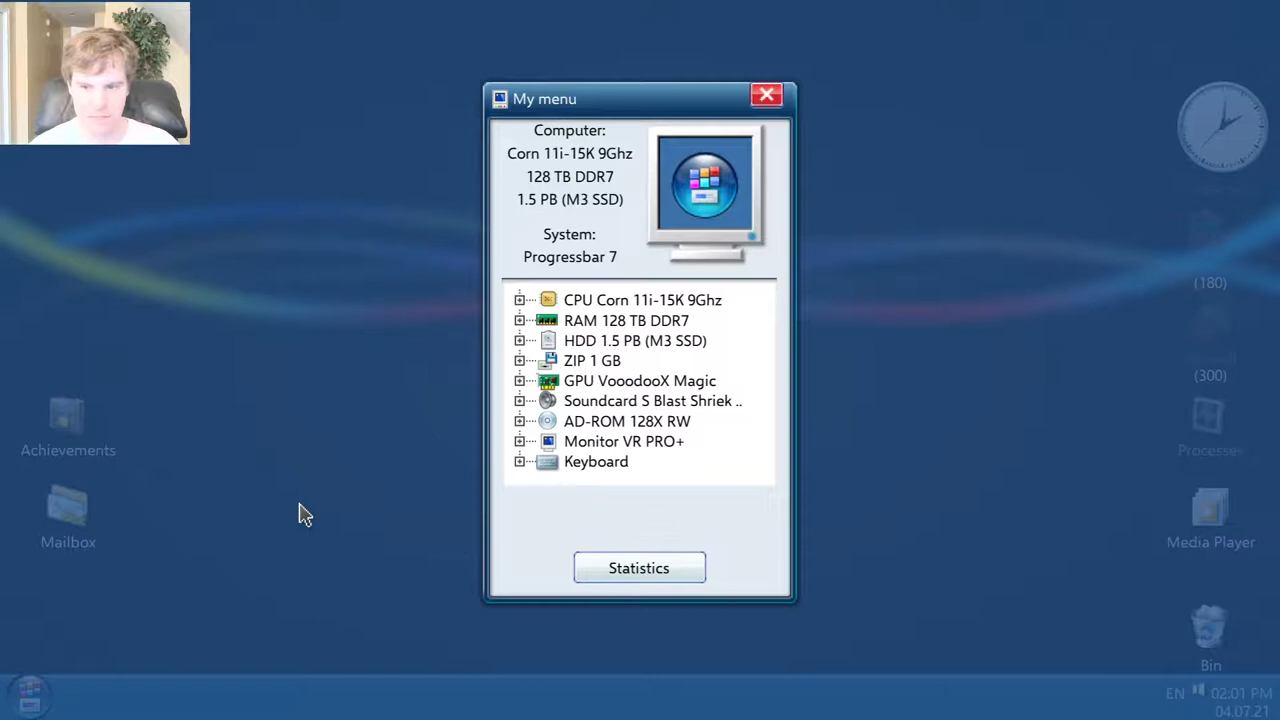 My menu
Computer:
Corn 11i-15K 9Ghz
128 TB DDR7
1.5 PB (M3 SSD)
System:
Progressbar 7
CPU Corn 11i-15K 9Ghz
RAM 128 TB DDR7
HDD 1.5 PB (M3 SSD)
ZIP 1 GB
GPU VooodooX Magic
Soundcard S Blast Shriek ..
AD-ROM 128X RW
Monitor VR PRO+
Keyboard
Statistics
Achievements
Mailbox
(180)
(300)
Processes
Media Player
Bin
EN 02:01 PM
04.07.21